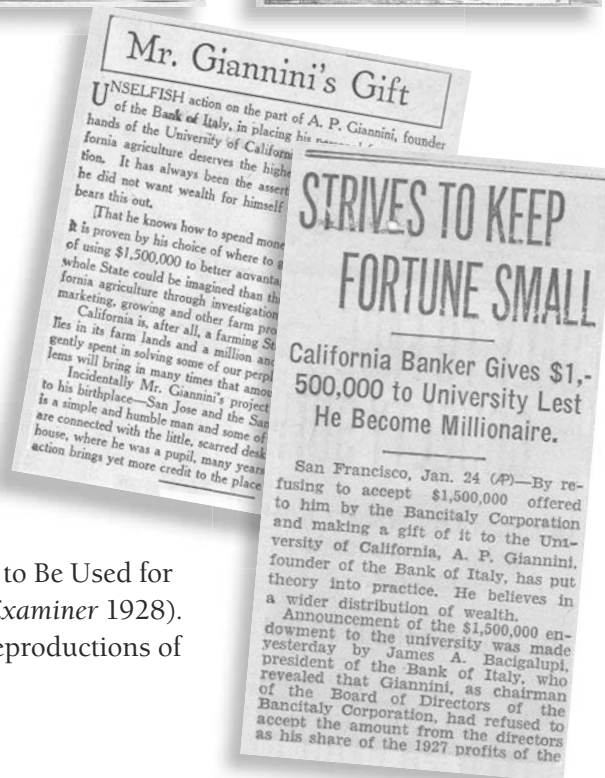 Mr. Giannini's Gift
UNSELFISH action on the part of A. P. Giannini, founder
of the Bank of Italy, in placing his
hands of the University of Californi
fornia agriculture deserves the highe
tion. It has always been the assert
he did not want wealth for himself
bears this out.
That he knows how to spend mone
it is proven by his choice of where to g
of using $1,500,000 to better advanta
whole State could be imagined than th
fornia agriculture through investigation
marketing, growing and other farm pro
California is, after all, a farming St
lies in its farm lands and a million and
gently spent in solving some of our perpl
lems will bring in many times that amou
Incidentally Mr. Giannini's project
to his birthplace—San Jose and the San
is a simple and humble man and some of
are connected with the little, scarred desk
house, where he was a pupil, many years
action brings yet more credit to the place
STRIVES TO KEEP
FORTUNE SMALL
California Banker Gives $1,-
500,000 to University Lest
He Become Millionaire.
San Francisco, Jan. 24 (AP)—By re-
fusing to accept $1,500,000 offered
to him by the Bancitaly Corporation
and making a gift of it to the Uni-
versity of California, A. P. Giannini,
founder of the Bank of Italy, has put
theory into practice. He believes in
a wider distribution of wealth.
Announcement of the $1,500,000 en-
dowment to the university was made
yesterday by James A. Bacigalupi,
president of the Bank of Italy, who
revealed that Giannini, as chairman
of the Board of Directors of the
Bancitaly Corporation, had refused to
accept the amount from the directors
as his share of the 1927 profits of the
to Be Used for
Examiner 1928).
eproductions of